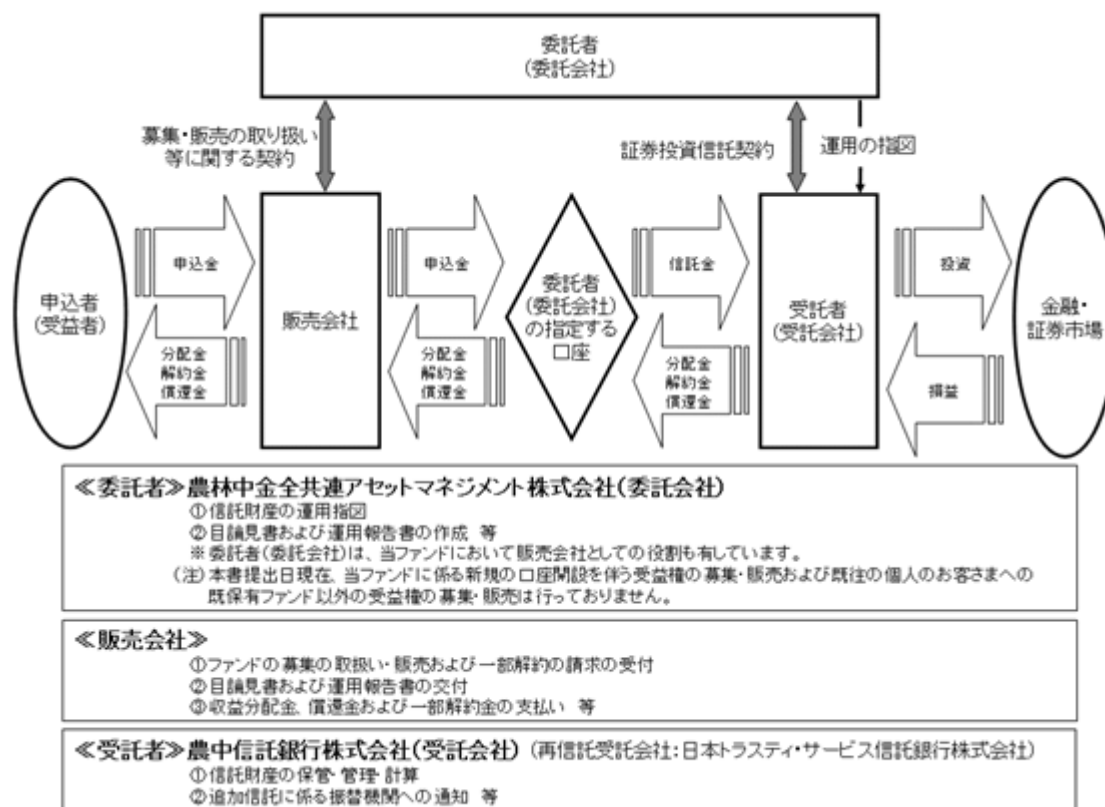 委託者
(委託会社)
募集・販売の取り扱い
等に関する契約
証券投資信託契約
運用の指図
申込者
(受益者)
申込金
分配金
解約金
償還金
販売会社
申込金
分配金
解約金
償還金
委託者
(委託会社)
の指定する
口座
信託金
分配金
解約金
償還金
受託者
(受託会社)
投資
損益
金融・
証券市場
≪委託者≫農林中金全共連アセットマネジメント株式会社(委託会社)
①信託財産の運用指図
②目論見書および運用報告書の作成 等
※委託者(委託会社)は、当ファンドにおいて販売会社としての役割も有しています。
(注)本書提出日現在、当ファンドに係る新規の口座開設を伴う受益権の募集・販売および既往の個人のお客さまへの
既保有ファンド以外の受益権の募集・販売は行っておりません。
≪販売会社≫
①ファンドの募集の取扱い・販売および一部解約の請求の受付
②目論見書および運用報告書の交付
③収益分配金、償還金および一部解約金の支払い 等
≪受託者≫農中信託銀行株式会社(受託会社) (再信託受託会社:日本トラスティ・サービス信託銀行株式会社)
①信託財産の保管・管理・計算
②追加信託に係る振替機関への通知 等